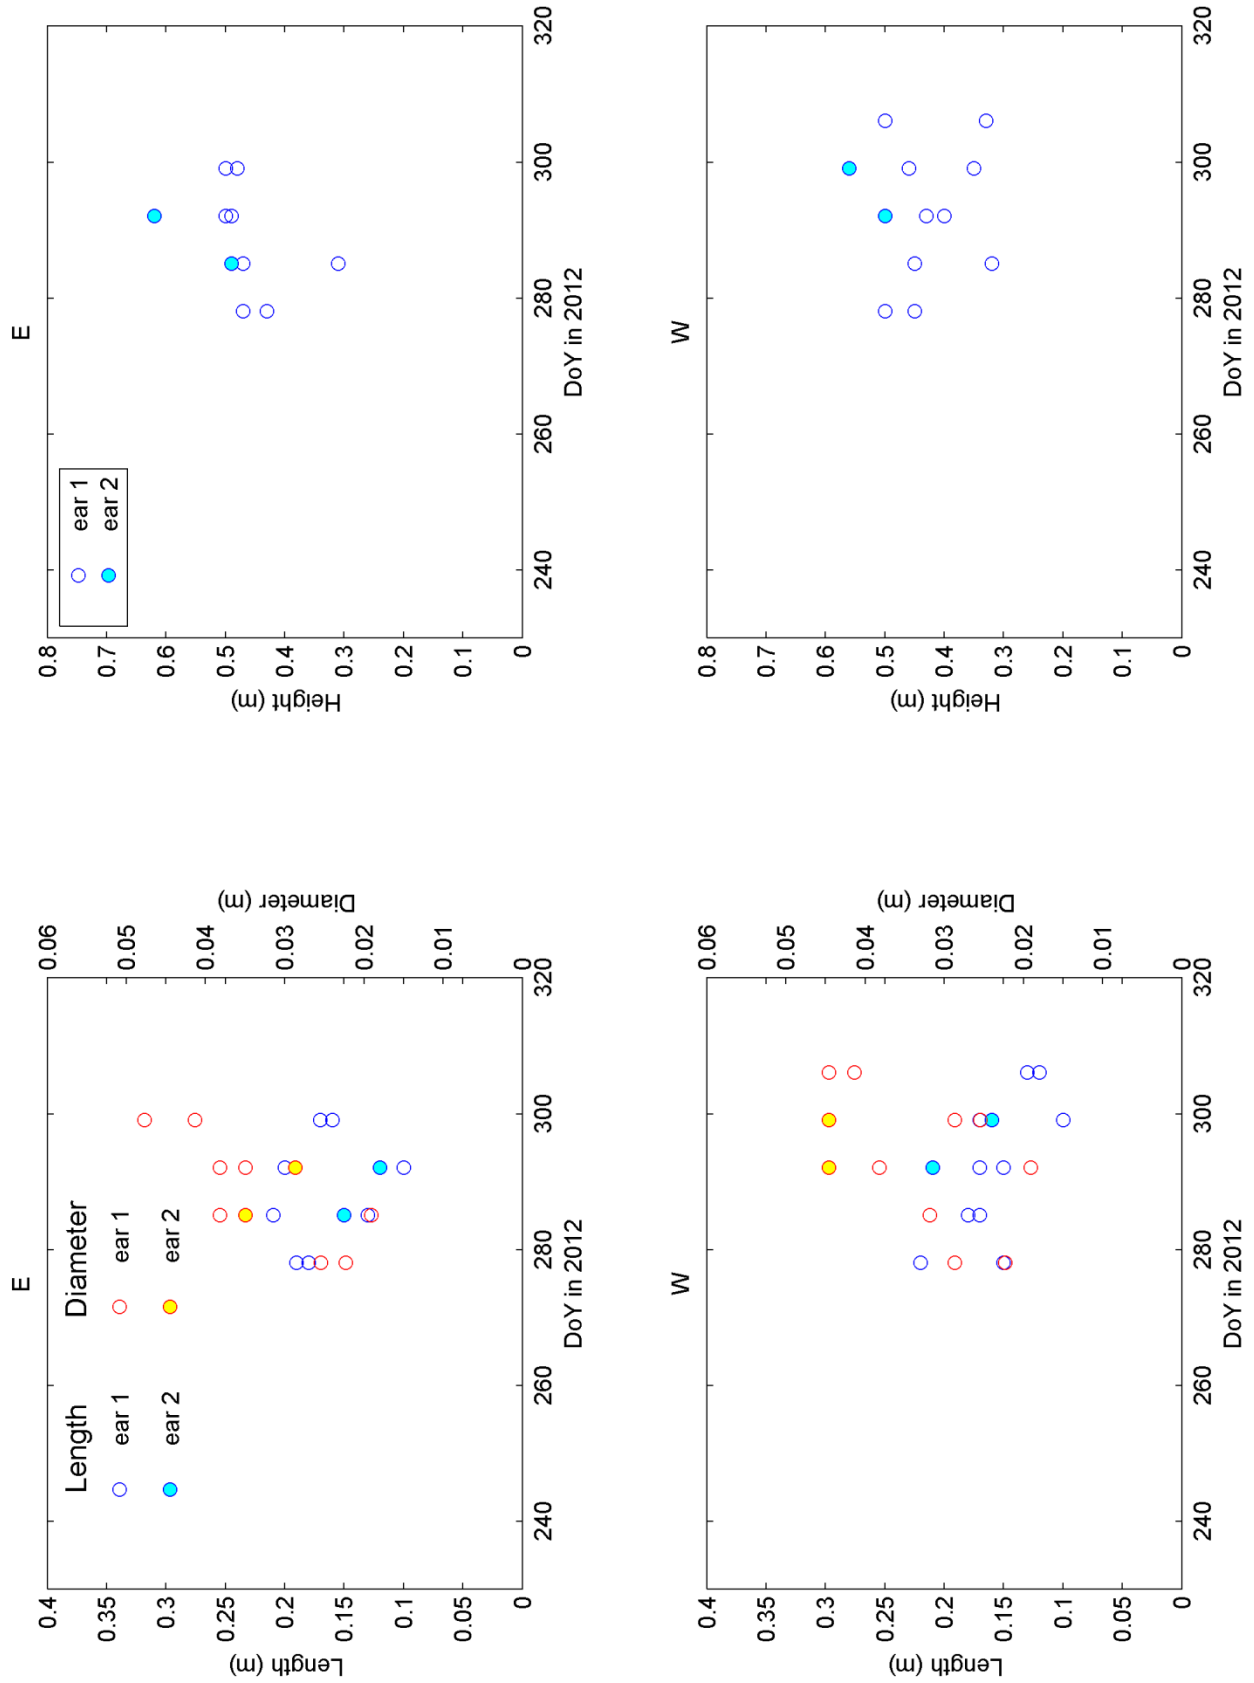 E
Length Diameter
ear 1 ear 1
ear 2 ear 2
0.4
0.35
0.3
0.25
0.2
0.15
0.1
0.05
0
Length (m)
240 260 280 300 320
DoY in 2012
0.06
0.05
0.04
0.03
0.02
0.01
0
Diameter (m)
E
ear 1
ear 2
0.8
0.7
0.6
0.5
0.4
0.3
0.2
0.1
0
Height (m)
240 260 280 300 320
DoY in 2012
W
0.4
0.35
0.3
0.25
0.2
0.15
0.1
0.05
0
Length (m)
240 260 280 300 320
DoY in 2012
0.06
0.05
0.04
0.03
0.02
0.01
0
Diameter (m)
W
0.8
0.7
0.6
0.5
0.4
0.3
0.2
0.1
0
Height (m)
240 260 280 300 320
DoY in 2012